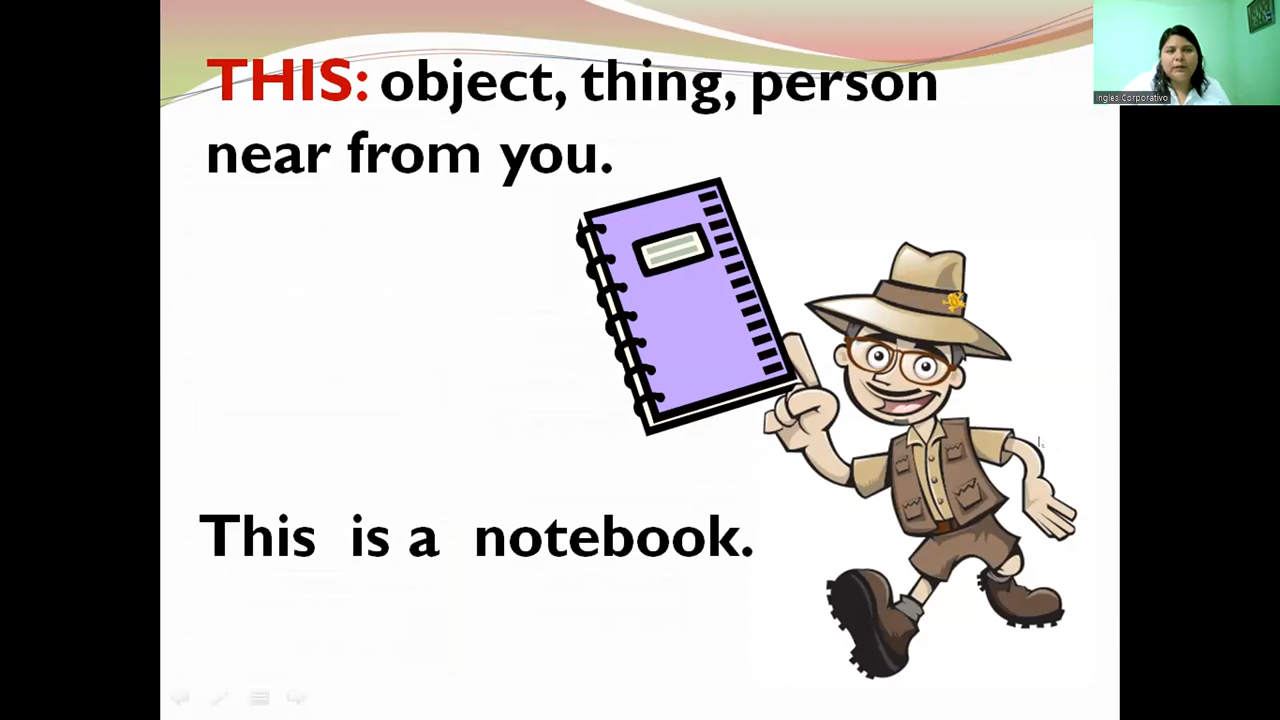 THIS: object, thing, person
near from you.
Ingles Corporativo
This is a notebook.